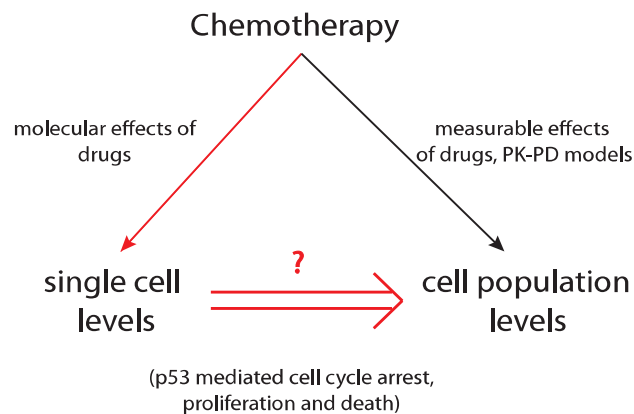 Chemotherapy
molecular effects of
drugs
measurable effects
of drugs, PK-PD models
?
single cell
levels
cell population
levels
(p53 mediated cell cycle arrest,
proliferation and death)